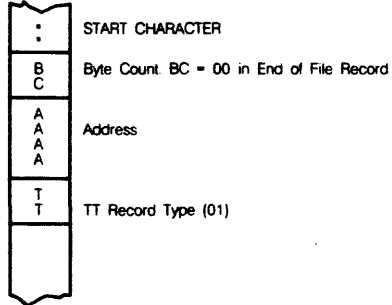 : START CHARACTER
B
C
Byte Count. BC = 00 in End of File Record
A
A
A
A
Address
T
T
TT Record Type (01)